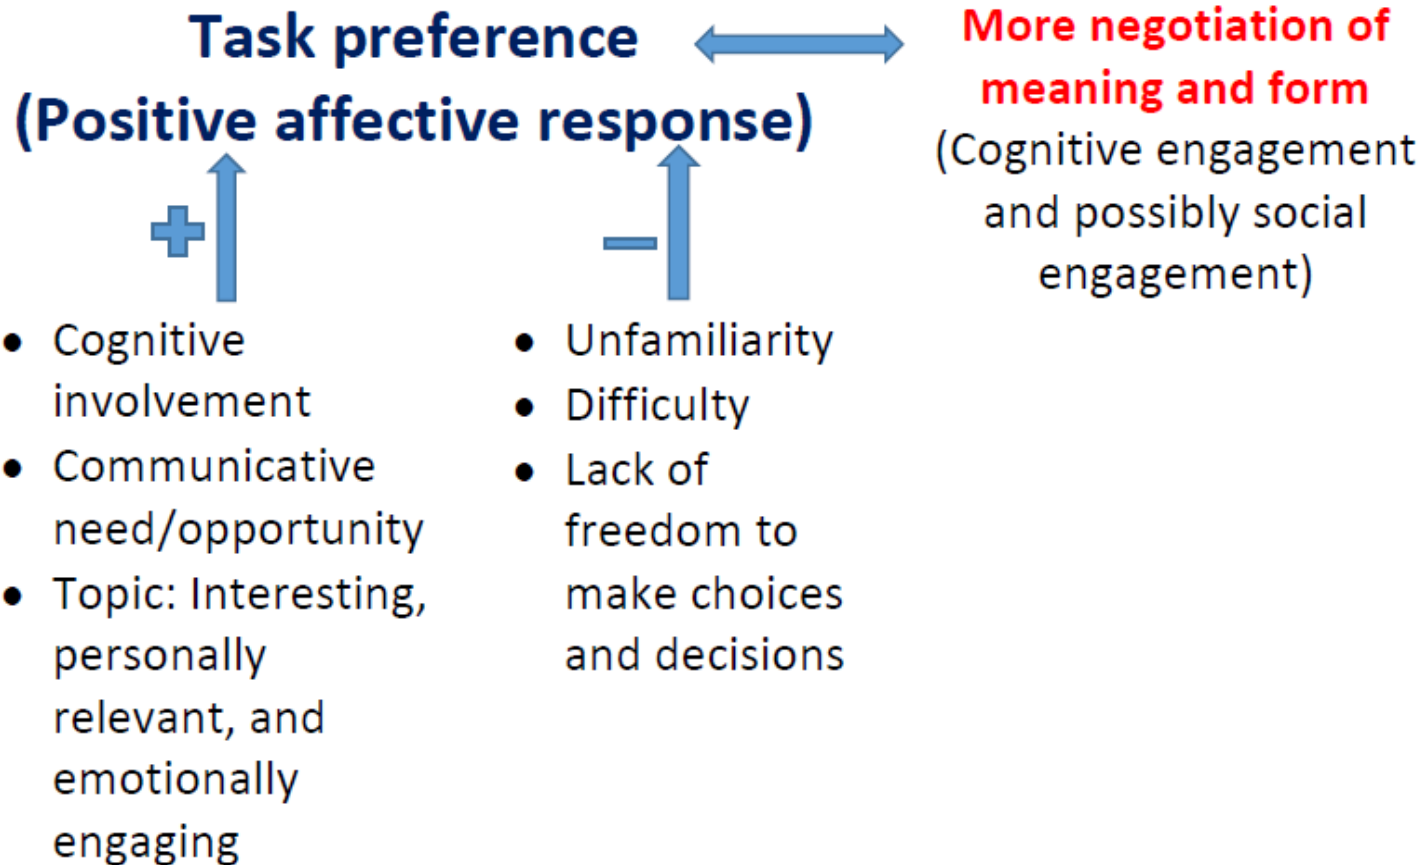 Task preference
(Positive affective response)
More negotiation of
meaning and form
(Cognitive engagement
and possibly social
engagement)
• Cognitive
involvement
• Communicative
need/opportunity
• Topic: Interesting,
personally
relevant, and
emotionally
engaging
• Unfamiliarity
• Difficulty
• Lack of
freedom to
make choices
and decisions